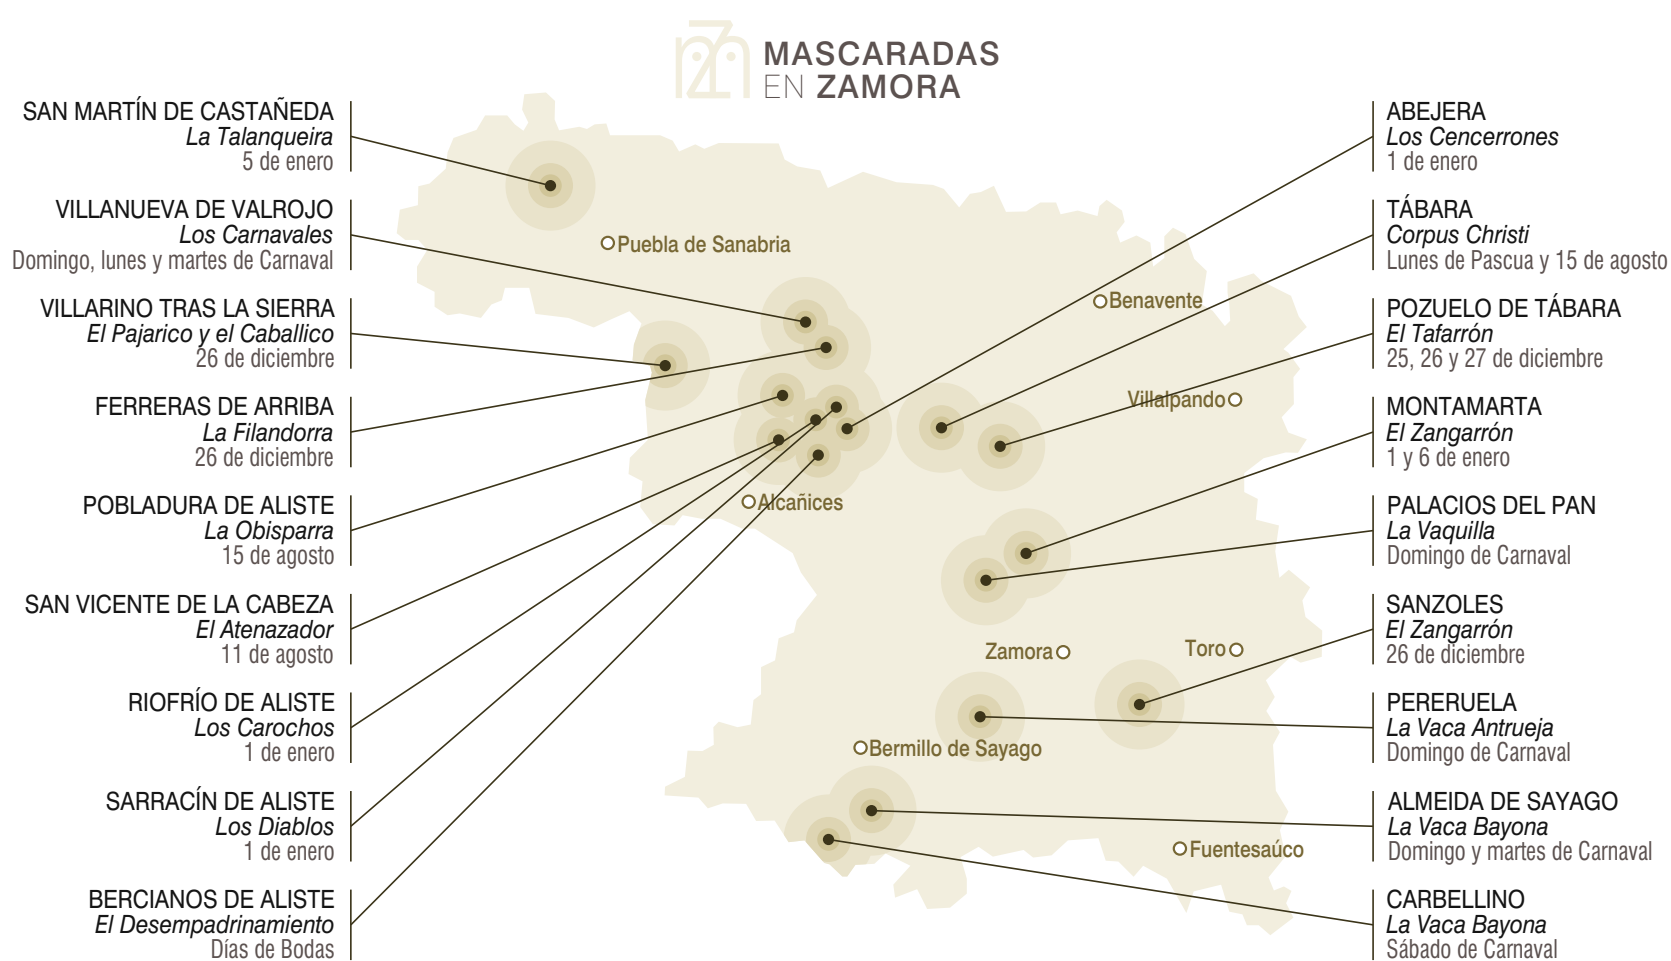 MASCARADAS
EN ZAMORA
SAN MARTÍN DE CASTAÑEDA
La Talanqueira
5 de enero
VILLANUEVA DE VALROJO
Los Carnavales
Domingo, lunes y martes de Carnaval
VILLARINO TRAS LA SIERRA
El Pajarico y el Caballico
26 de diciembre
FERRERAS DE ARRIBA
La Filandorra
26 de diciembre
POBLADURA DE ALISTE
La Obisparra
15 de agosto
SAN VICENTE DE LA CABEZA
El Atenazador
11 de agosto
RIOFRÍO DE ALISTE
Los Carochos
1 de enero
SARRACÍN DE ALISTE
Los Diablos
1 de enero
BERCIANOS DE ALISTE
El Desempadrinamiento
Días de Bodas
Puebla de Sanabria
Benavente
Villalpando
Alcañices
Zamora
Toro
Bermillo de Sayago
Fuentesaúco
ABEJERA
Los Cencerrones
1 de enero
TÁBARA
Corpus Christi
Lunes de Pascua y 15 de agosto
POZUELO DE TÁBARA
El Tafarrón
25, 26 y 27 de diciembre
MONTAMARTA
El Zangarrón
1 y 6 de enero
PALACIOS DEL PAN
La Vaquilla
Domingo de Carnaval
SANZOLES
El Zangarrón
26 de diciembre
PERERUELA
La Vaca Antrueja
Domingo de Carnaval
ALMEIDA DE SAYAGO
La Vaca Bayona
Domingo y martes de Carnaval
CARBELLINO
La Vaca Bayona
Sábado de Carnaval